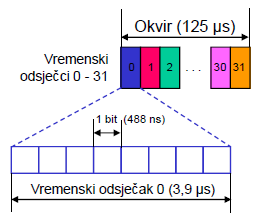 Okvir (125 µs)
Vremenski
odsječci 0 - 31
0 1 2 . . . 30 31
1 bit (488 ns)
Vremenski odsječak 0 (3,9 µs)